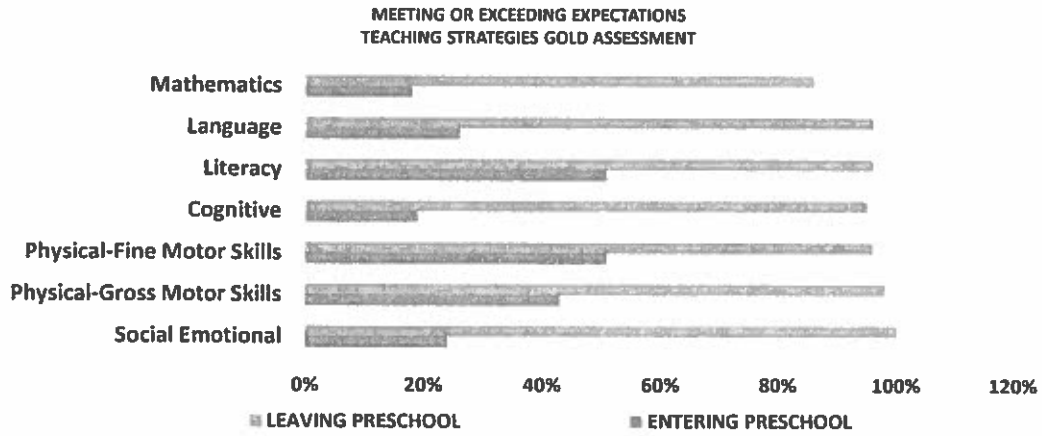 MEETING OR EXCEEDING EXPECTATIONS
TEACHING STRATEGIES GOLD ASSESSMENT
Mathematics
Language
Literacy
Cognitive
Physical-Fine Motor Skills
Physical-Gross Motor Skills
Social Emotional
0% 20% 40% 60% 80% 100% 120%
LEAVING PRESCHOOL ENTERING PRESCHOOL